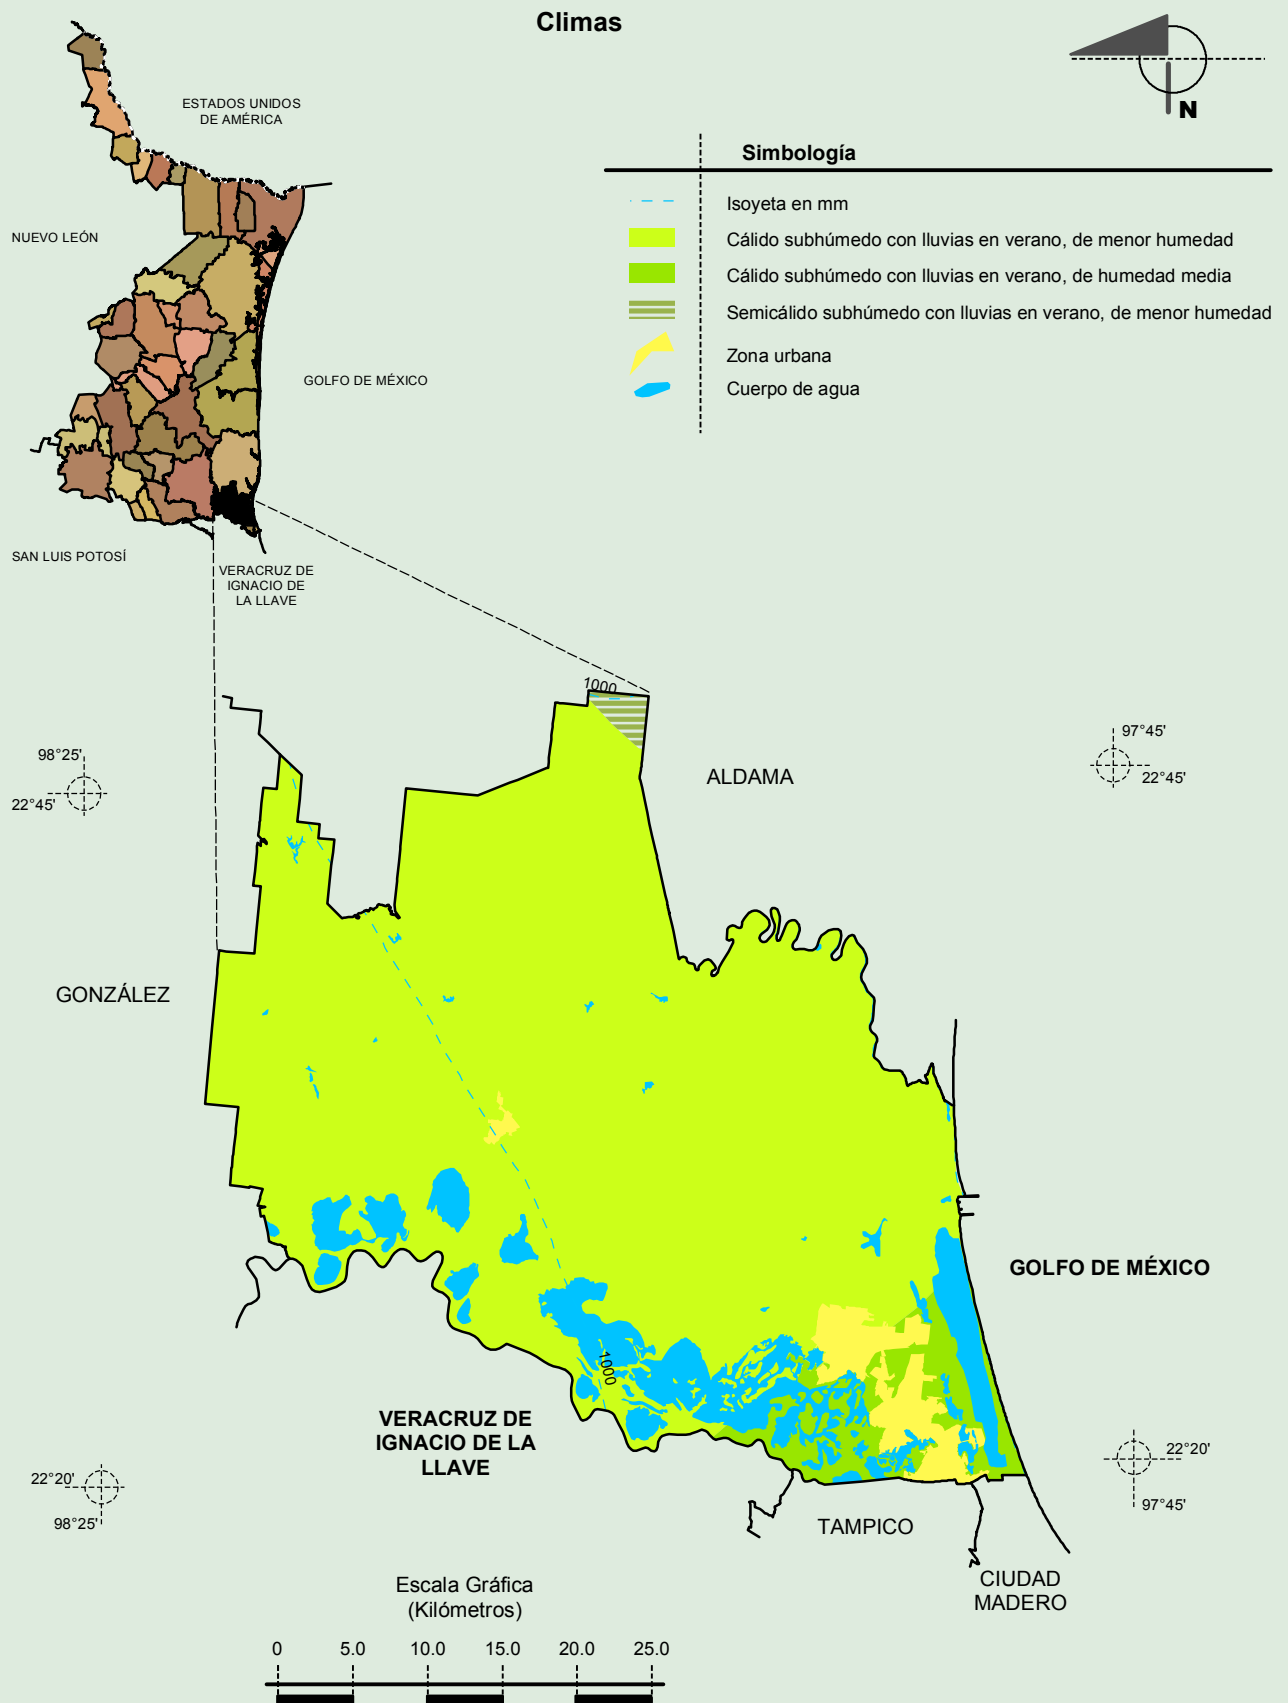 Climas
N
ESTADOS UNIDOS
DE AMÉRICA
NUEVO LEÓN
GOLFO DE MÉXICO
SAN LUIS POTOSÍ
VERACRUZ DE
IGNACIO DE
LA LLAVE
Simbología
Isoyeta en mm
Cálido subhúmedo con lluvias en verano, de menor humedad
Cálido subhúmedo con lluvias en verano, de humedad media
Semicálido subhúmedo con lluvias en verano, de menor humedad
Zona urbana
Cuerpo de agua
1000
98°25'
22°45'
97°45'
22°45'
ALDAMA
GONZÁLEZ
GOLFO DE MÉXICO
1000
VERACRUZ DE
IGNACIO DE LA
LLAVE
22°20'
98°25'
22°20'
97°45'
TAMPICO
CIUDAD
MADERO
Escala Gráfica
(Kilómetros)
0 5.0 10.0 15.0 20.0 25.0